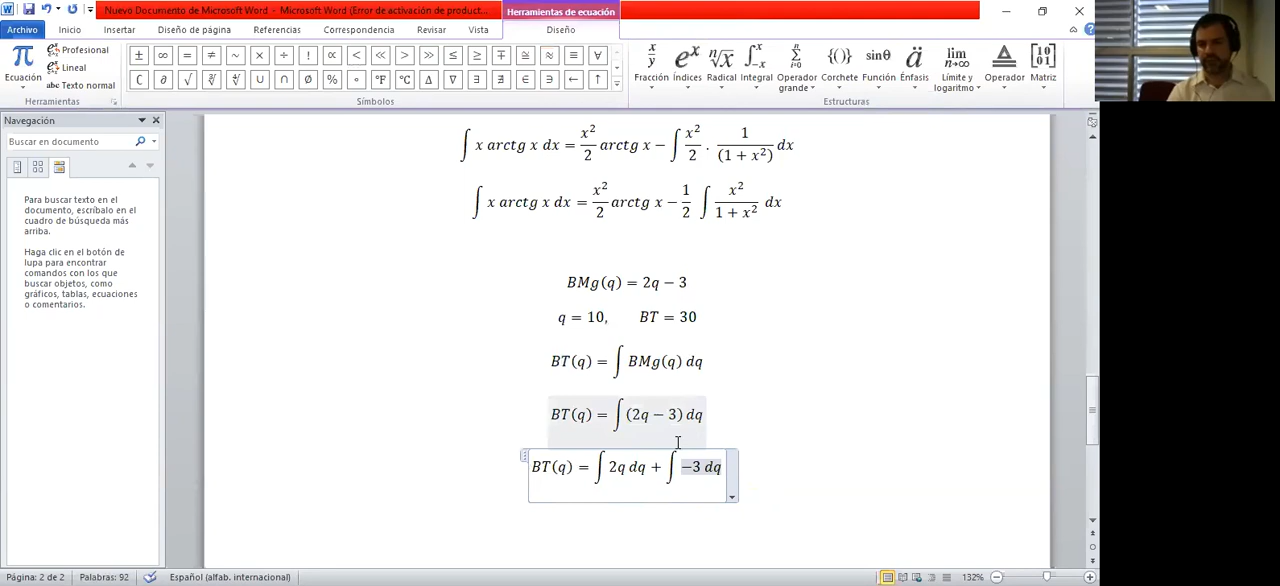 Nuevo Documento de Microsoft Word - Microsoft Word (Error de activación de product...
Herramientas de ecuación
Archivo Inicio Insertar Diseño de página Referencias Correspondencia Revisar Vista Diseño
π Ecuación
Profesional
Lineal
abc Texto normal
Herramientas
± ∞ = ≠ ~ × ÷ ! ∝ < ≪ > ≫ ≤ ≥ ∓ ≅ ≈ ≡ ∀
∁ ∂ √ ∛ ∜ ∪ ∩ ∅ % ° °F °C ∆ ∇ ∃ ∄ ∈ ∋ ← ↑
Símbolos
Fracción Índices Radical Integral Operador grande Corchete Función Énfasis Límite y logaritmo Operador Matriz
Estructuras
Navegación
Buscar en documento
Para buscar texto en el
documento, escríbalo en el
cuadro de búsqueda más
arriba.
Haga clic en el botón de
lupa para encontrar
comandos con los que
buscar objetos, como
gráficos, tablas, ecuaciones
o comentarios.
∫ x arctg x dx = x²/2 arctg x − ∫ x²/2 . 1/(1 + x²) dx
∫ x arctg x dx = x²/2 arctg x − 1/2 ∫ x²/1 + x² dx
BMg(q) = 2q − 3
q = 10, BT = 30
BT(q) = ∫ BMg(q) dq
BT(q) = ∫ (2q − 3) dq
BT(q) = ∫ 2q dq + ∫ −3 dq
Página: 2 de 2 Palabras: 92 Español (alfab. internacional) 132%